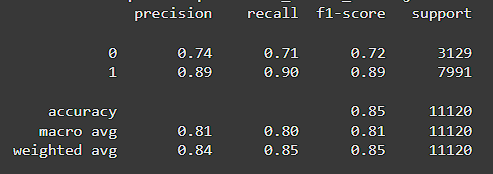 precision recall f1-score support
0 0.74 0.71 0.72 3129
1 0.89 0.90 0.89 7991
accuracy 0.85 11120
macro avg 0.81 0.80 0.81 11120
weighted avg 0.84 0.85 0.85 11120